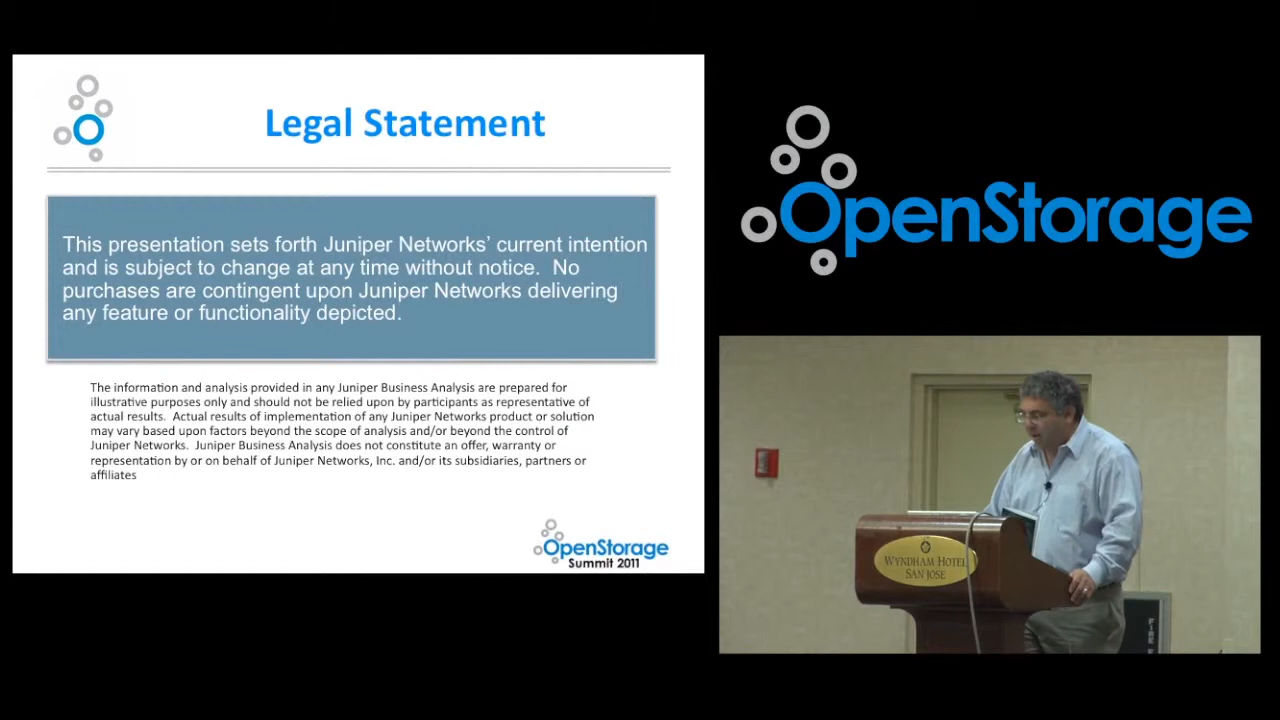 Legal Statement
This presentation sets forth Juniper Networks’ current intention
and is subject to change at any time without notice.  No
purchases are contingent upon Juniper Networks delivering
any feature or functionality depicted.
The information and analysis provided in any Juniper Business Analysis are prepared for
illustrative purposes only and should not be relied upon by participants as representative of
actual results.  Actual results of implementation of any Juniper Networks product or solution
may vary based upon factors beyond the scope of analysis and/or beyond the control of
Juniper Networks.  Juniper Business Analysis does not constitute an offer, warranty or
representation by or on behalf of Juniper Networks, Inc. and/or its subsidiaries, partners or
affiliates
OpenStorage
Summit 2011
OpenStorage
WYNDHAM HOTEL
SAN JOSE